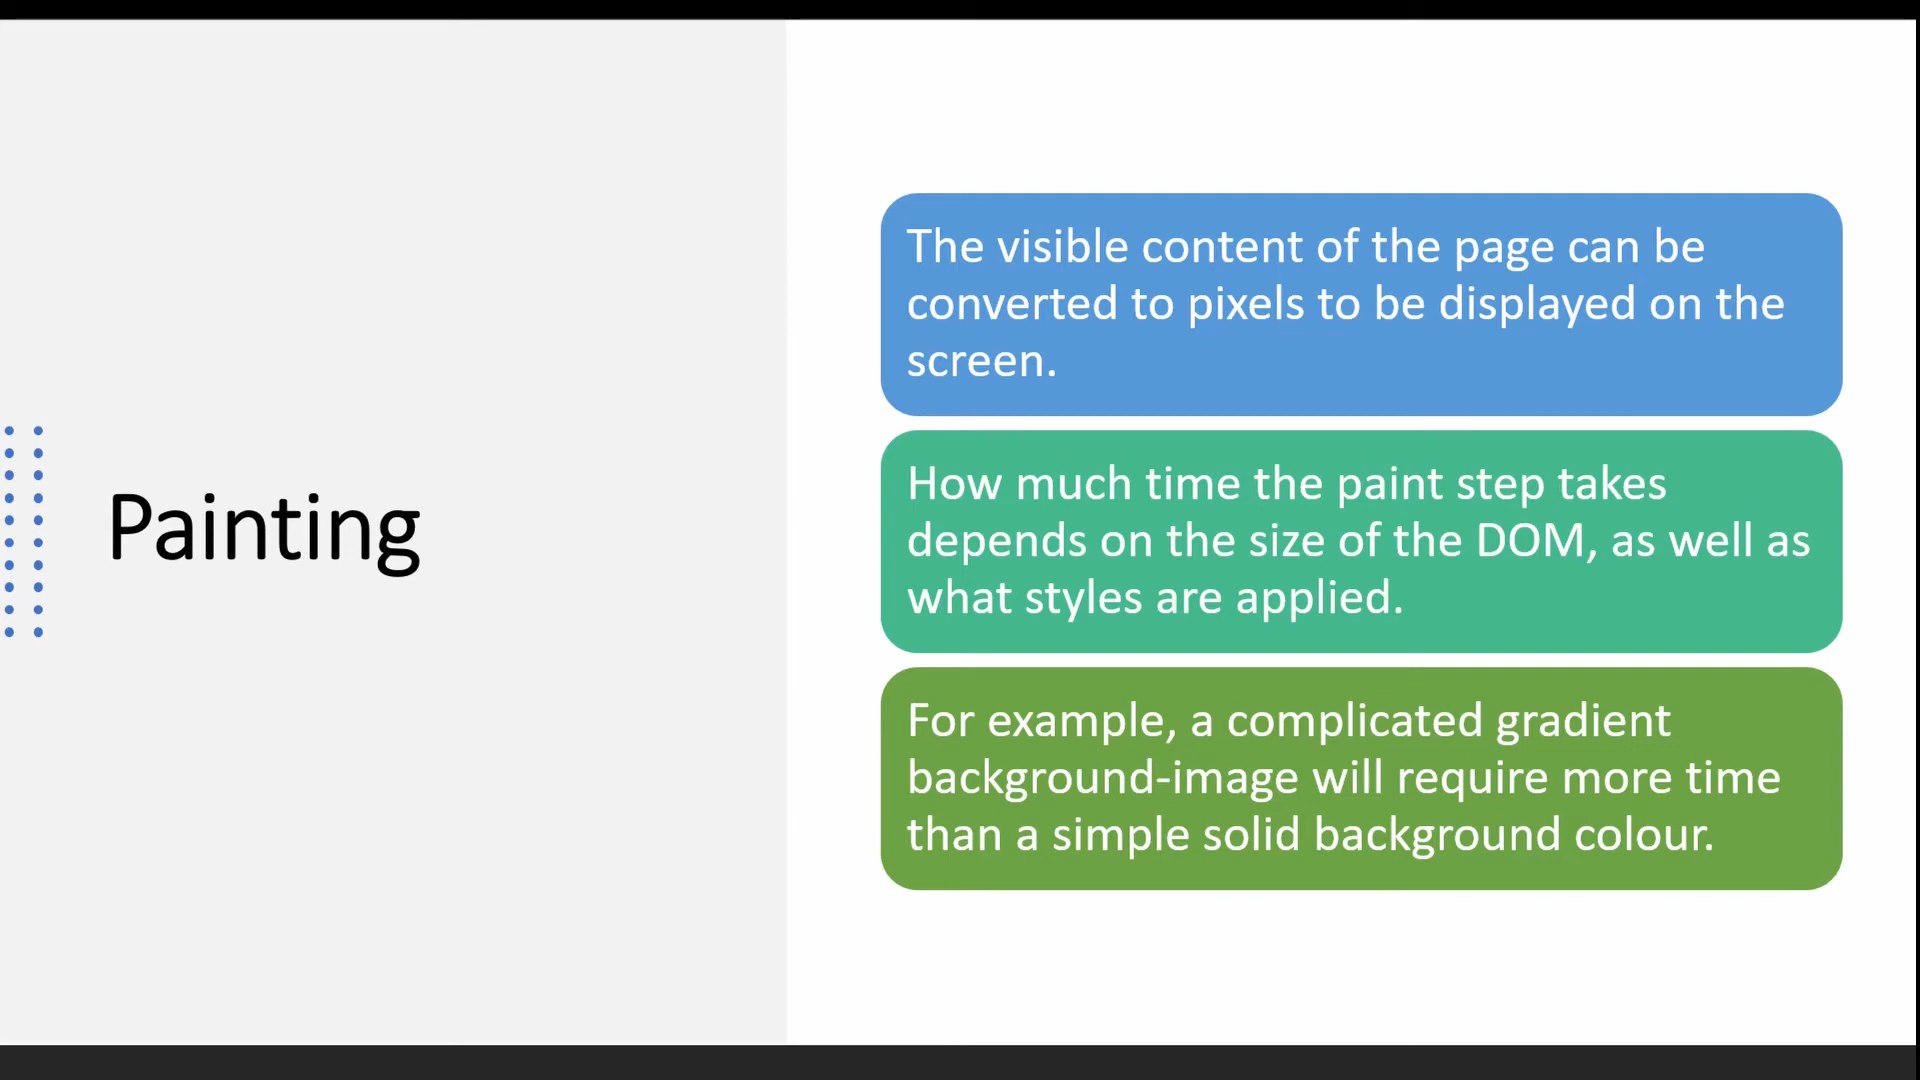 Painting
The visible content of the page can be
converted to pixels to be displayed on the
screen.
How much time the paint step takes
depends on the size of the DOM, as well as
what styles are applied.
For example, a complicated gradient
background-image will require more time
than a simple solid background colour.